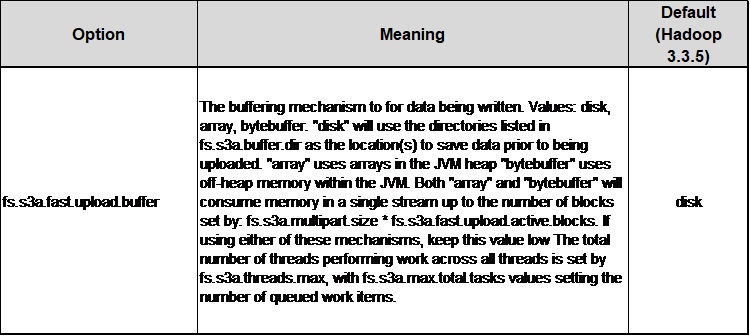 Option
Meaning
Default
(Hadoop
3.3.5)
fs.s3a.fast.upload.buffer
The buffering mechanism to for data being written. Values: disk,
array, bytebuffer. "disk" will use the directories listed in
fs.s3a.buffer.dir as the location(s) to save data prior to being
uploaded. "array" uses arrays in the JVM heap "bytebuffer" uses
off-heap memory within the JVM. Both "array" and "bytebuffer" will
consume memory in a single stream up to the number of blocks
set by: fs.s3a.multipart.size * fs.s3a.fast.upload.active.blocks. If
using either of these mechanisms, keep this value low The total
number of threads performing work across all threads is set by
fs.s3a.threads.max, with fs.s3a.max.total.tasks values setting the
number of queued work items.
disk